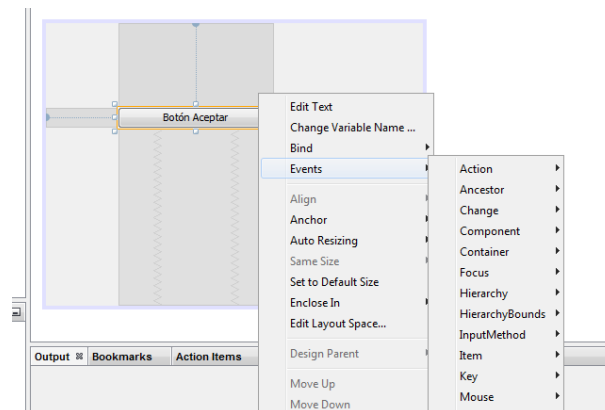 Botón Aceptar
Edit Text
Change Variable Name ...
Bind
Events
Align
Anchor
Auto Resizing
Same Size
Set to Default Size
Enclose In
Edit Layout Space...
Design Parent
Move Up
Move Down
Action
Ancestor
Change
Component
Container
Focus
Hierarchy
HierarchyBounds
InputMethod
Item
Key
Mouse
Output Bookmarks Action Items